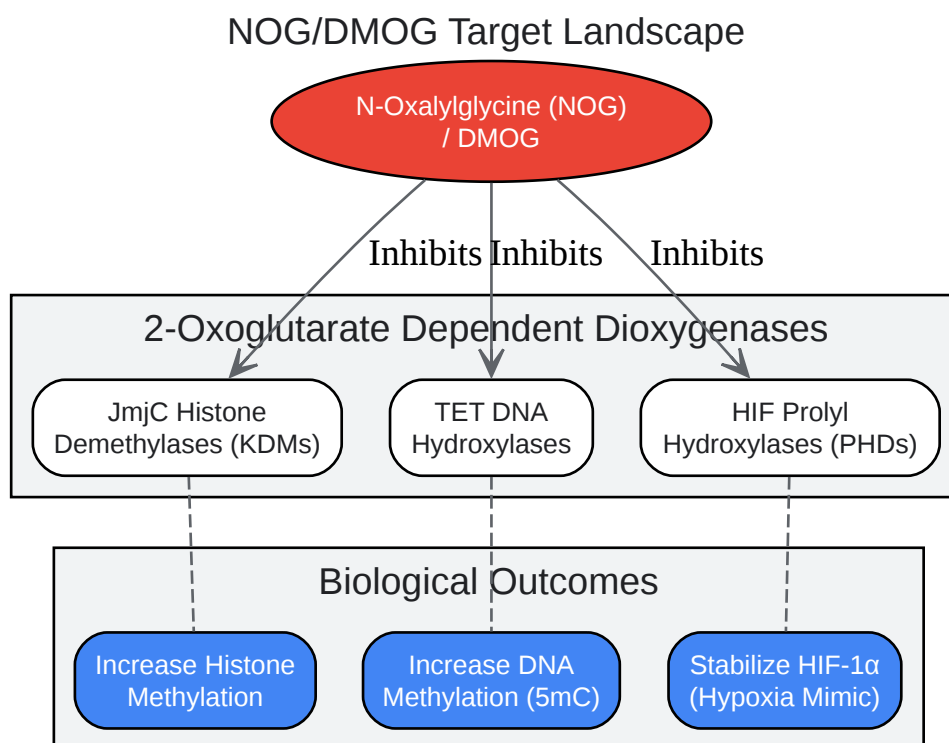 NOG/DMOG Target Landscape
N-Oxalylglycine (NOG)
/ DMOG
Inhibits
Inhibits
Inhibits
2-Oxoglutarate Dependent Dioxygenases
JmjC Histone
Demethylases (KDMs)
TET DNA
Hydroxylases
HIF Prolyl
Hydroxylases (PHDs)
Biological Outcomes
Increase Histone
Methylation
Increase DNA
Methylation (5mC)
Stabilize HIF-1α
(Hypoxia Mimic)